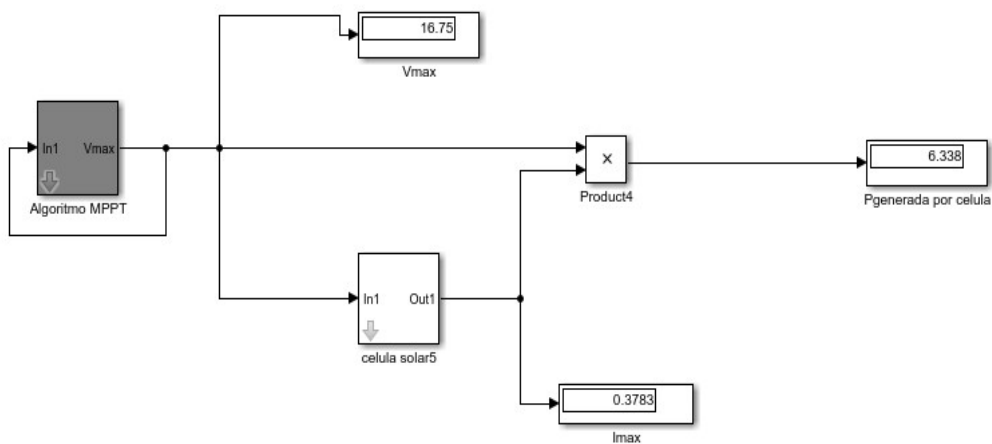 16.75
Vmax
In1
Vmax
Algoritmo MPPT
×
Product4
6.338
Pgenerada por celula
In1
Out1
celula solar5
0.3783
Imax